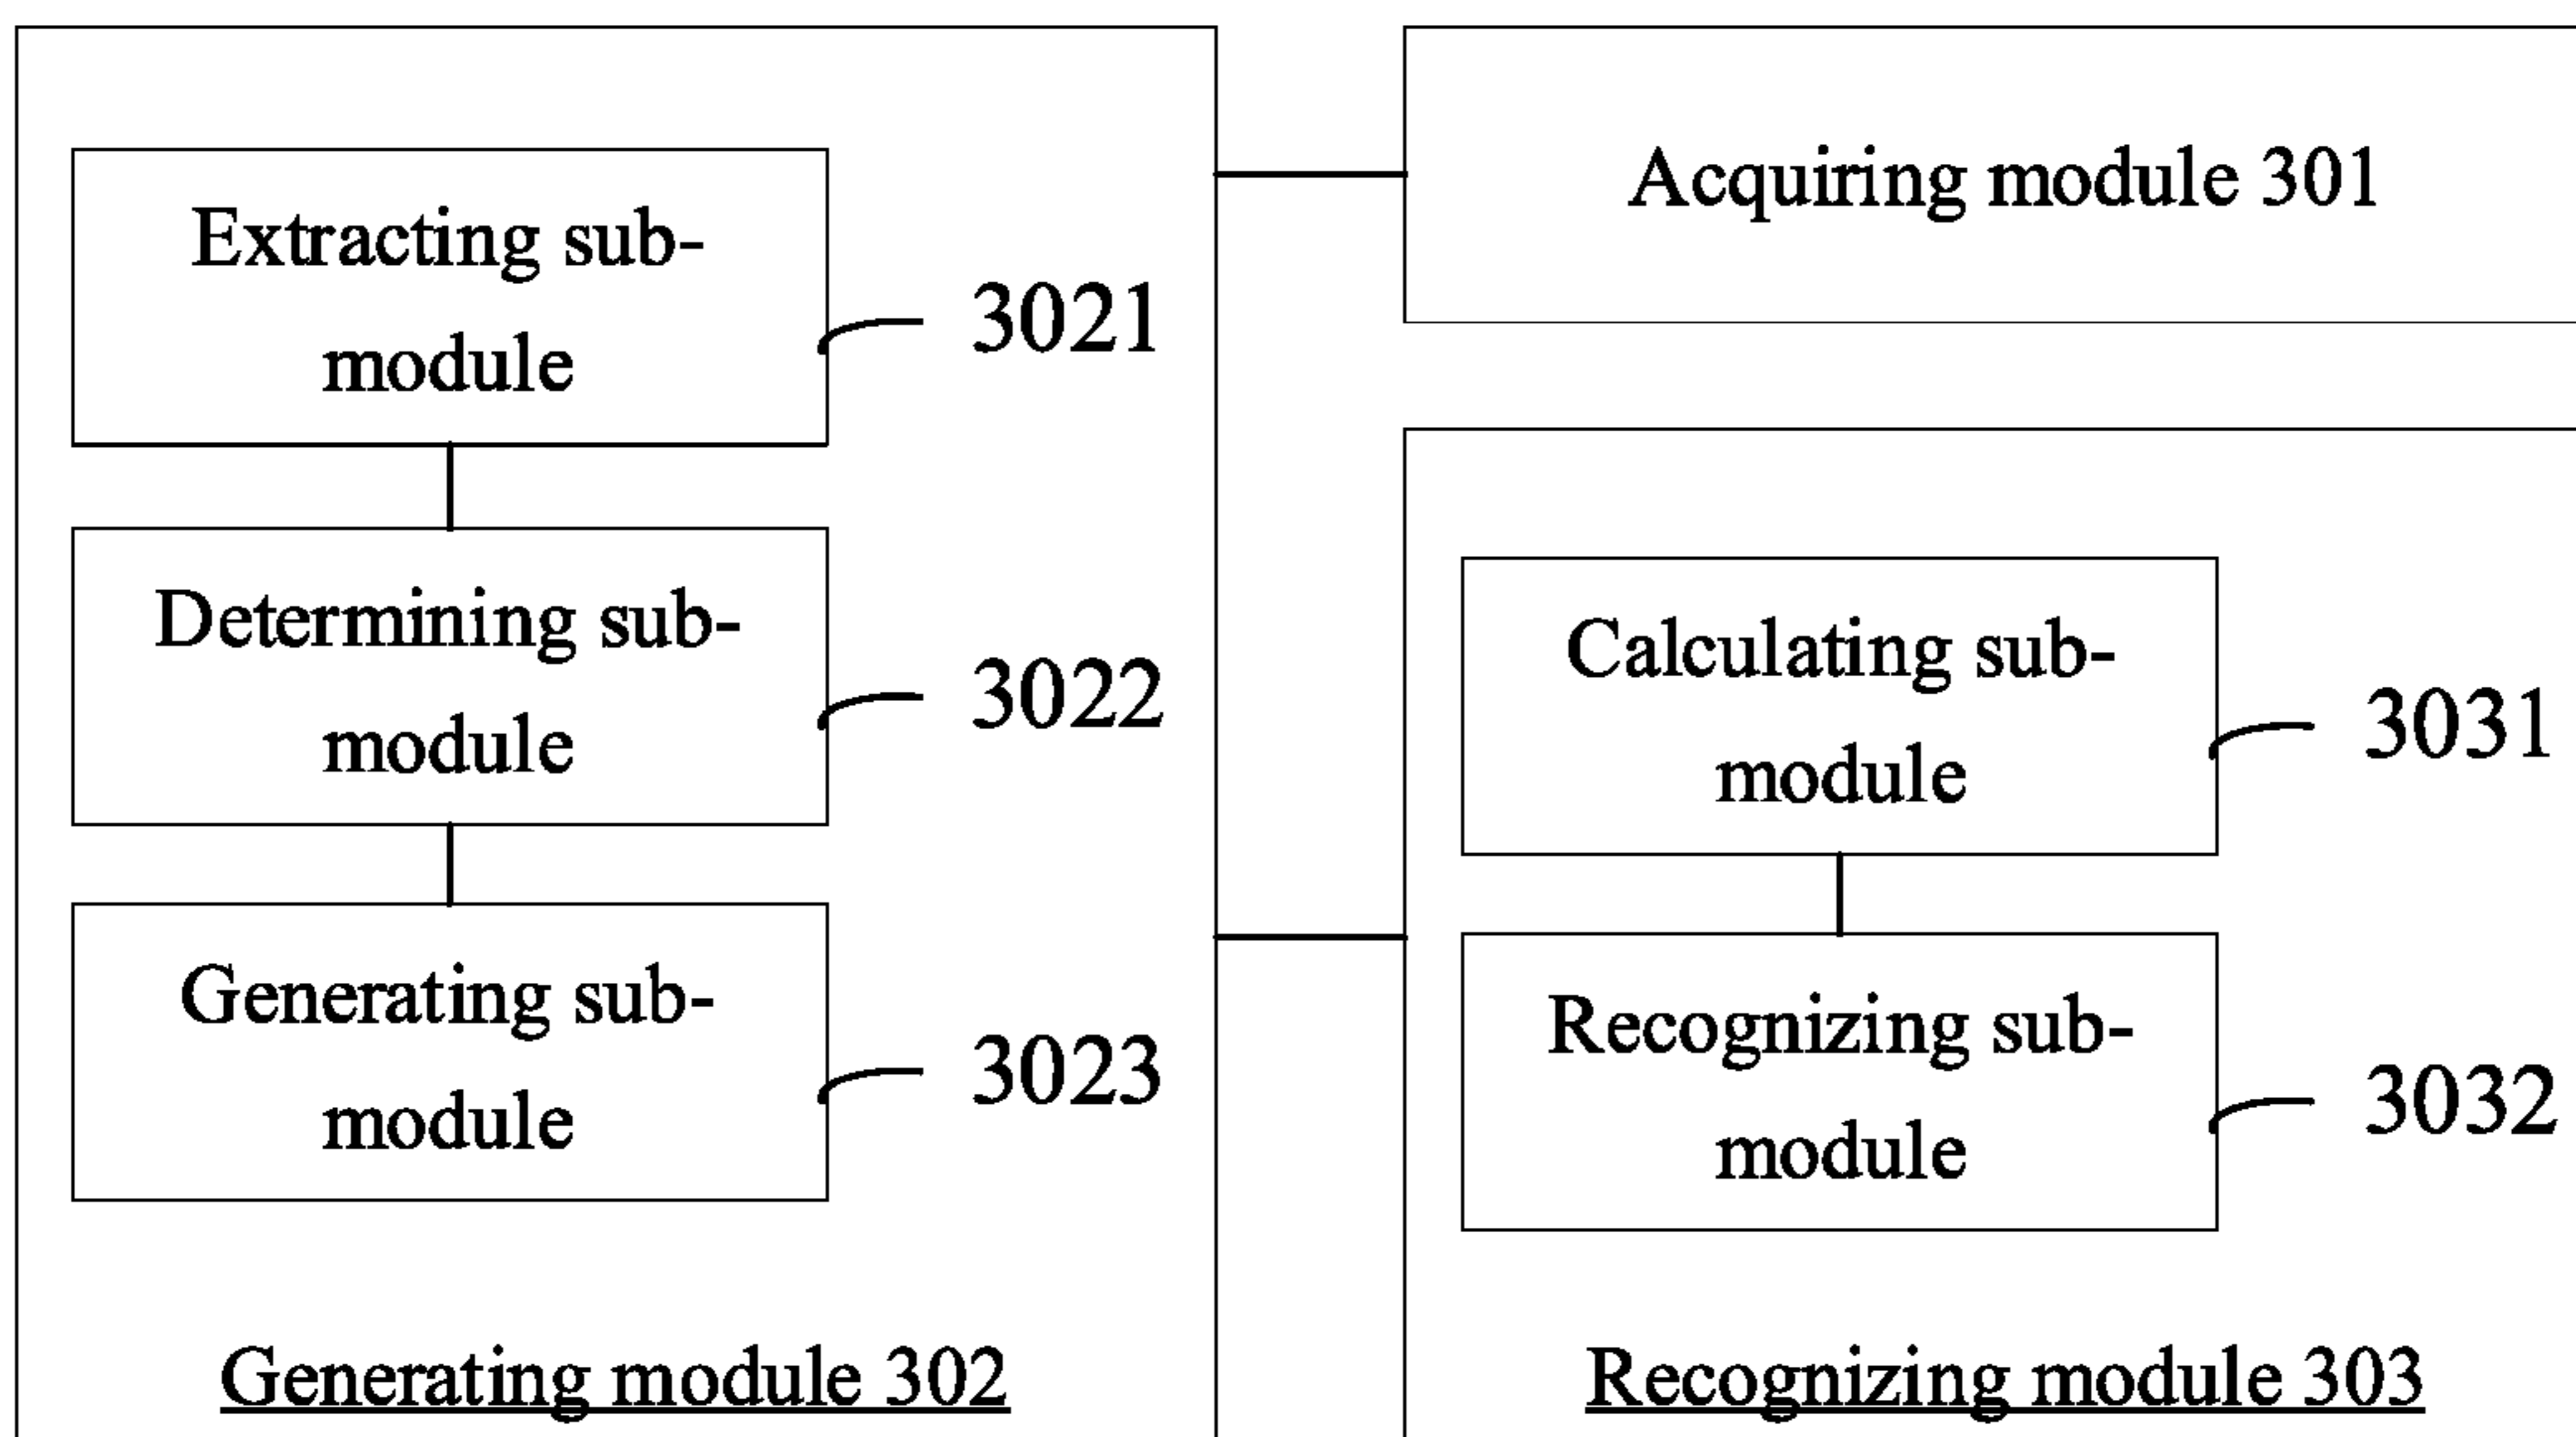 Extracting sub-
module
3021
Determining sub-
module
3022
Generating sub-
module
3023
Generating module 302
Acquiring module 301
Calculating sub-
module
3031
Recognizing sub-
module
3032
Recognizing module 303